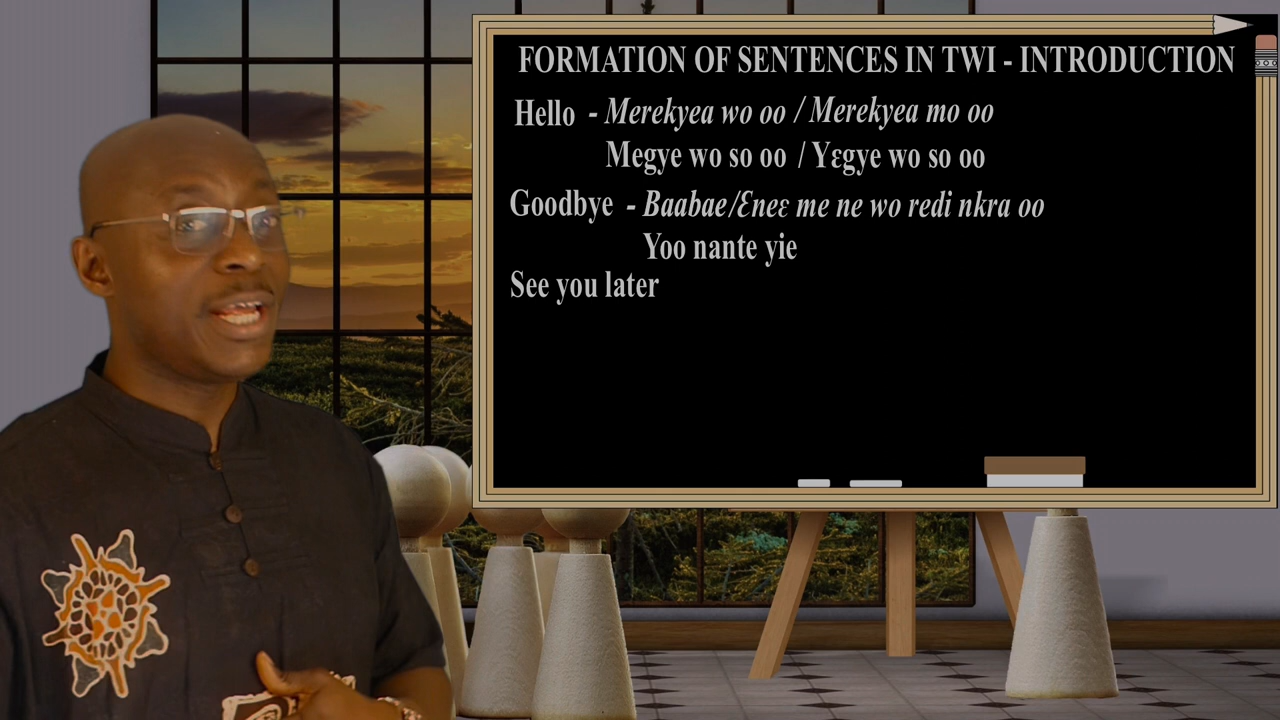 FORMATION OF SENTENCES IN TWI - INTRODUCTION
Hello - Merekyea wo oo / Merekyea mo oo
Megye wo so oo / Yɛgye wo so oo
Goodbye - Baabae/Ɛneɛ me ne wo redi nkra oo
Yoo nante yie
See you later